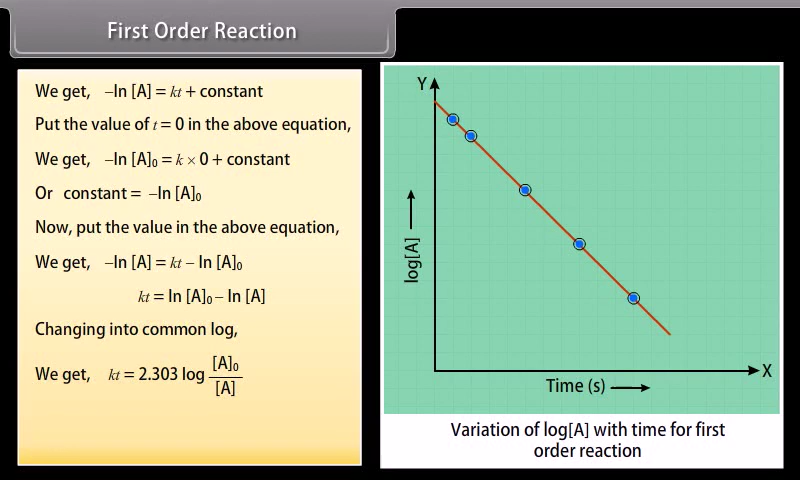 First Order Reaction
We get, –ln [A] = kt + constant
Put the value of t = 0 in the above equation,
We get, –ln [A]₀ = k × 0 + constant
Or constant = –ln [A]₀
Now, put the value in the above equation,
We get, –ln [A] = kt – ln [A]₀
kt = ln [A]₀ – ln [A]
Changing into common log,
We get, kt = 2.303 log [A]₀/[A]
Y
log[A] ⟶
X
Time (s) ⟶
Variation of log[A] with time for first
order reaction